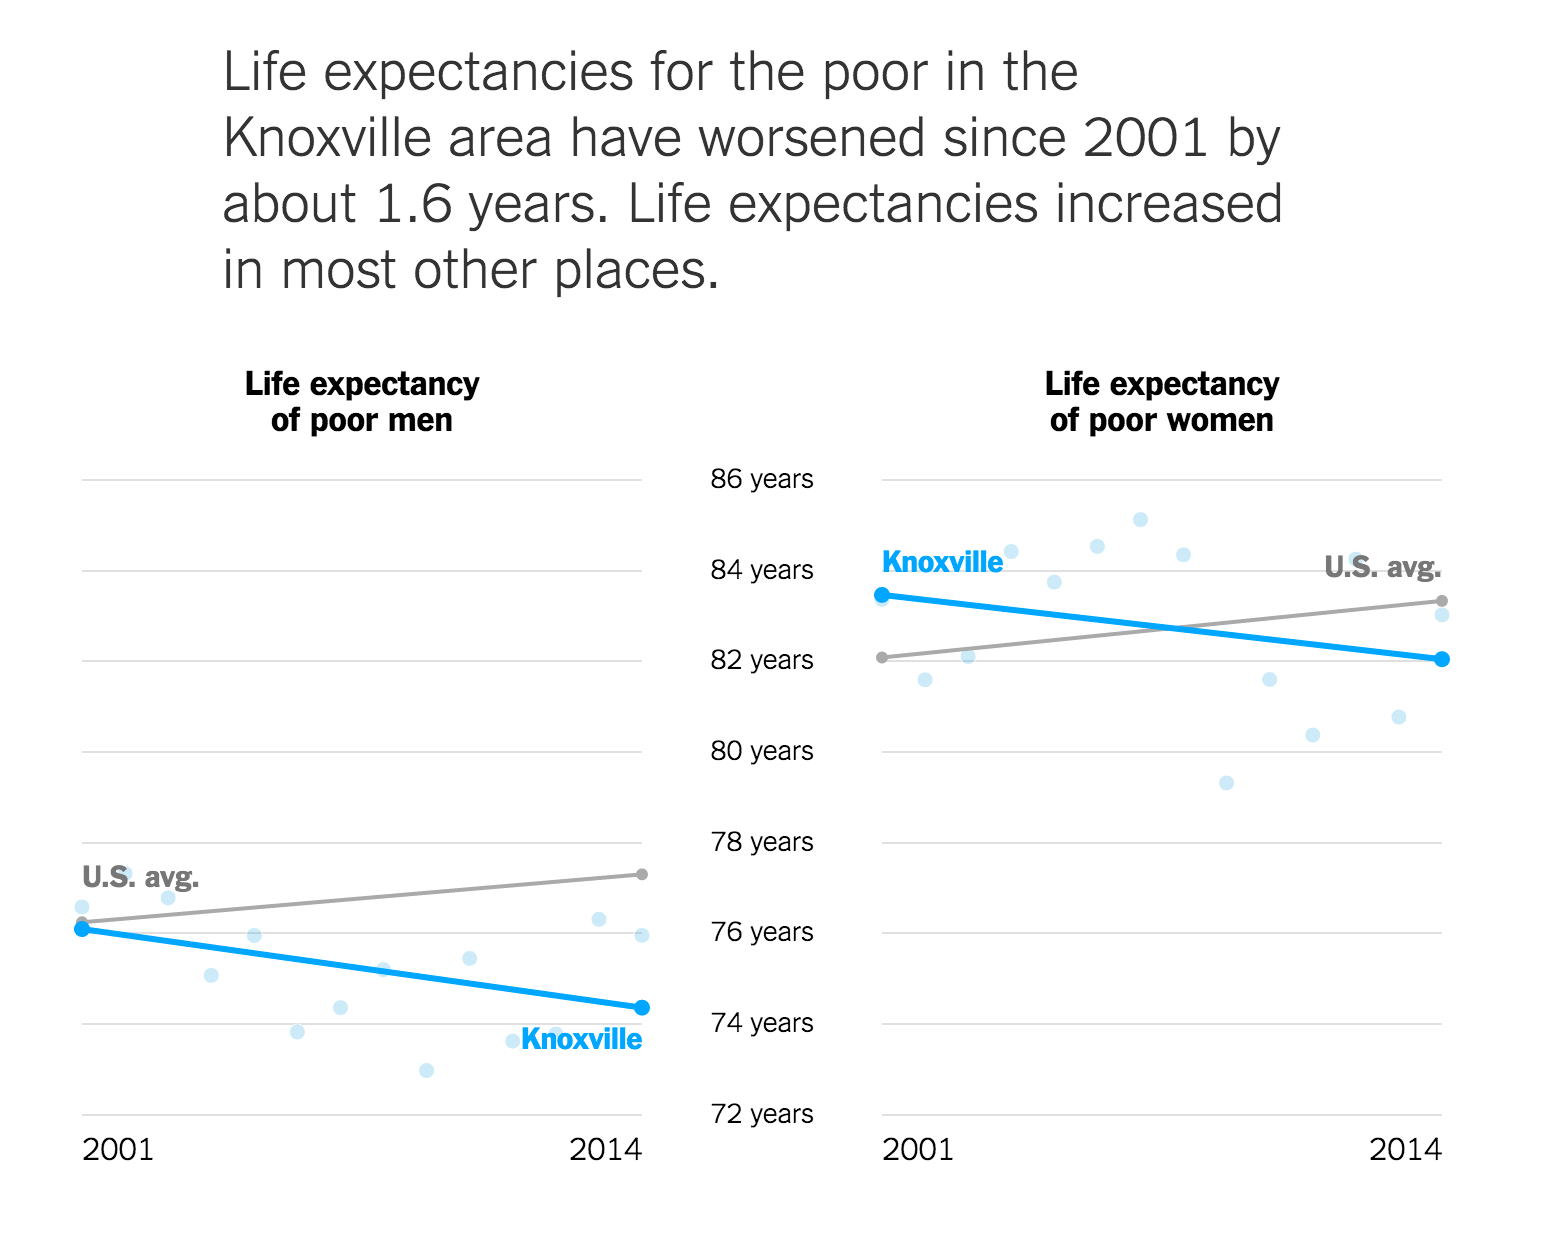 Life expectancies for the poor in the
Knoxville area have worsened since 2001 by
about 1.6 years. Life expectancies increased
in most other places.
Life expectancy
of poor men
U.S. avg.
Knoxville
2001
2014
86 years
84 years
82 years
80 years
78 years
76 years
74 years
72 years
Life expectancy
of poor women
Knoxville
U.S. avg.
2001
2014